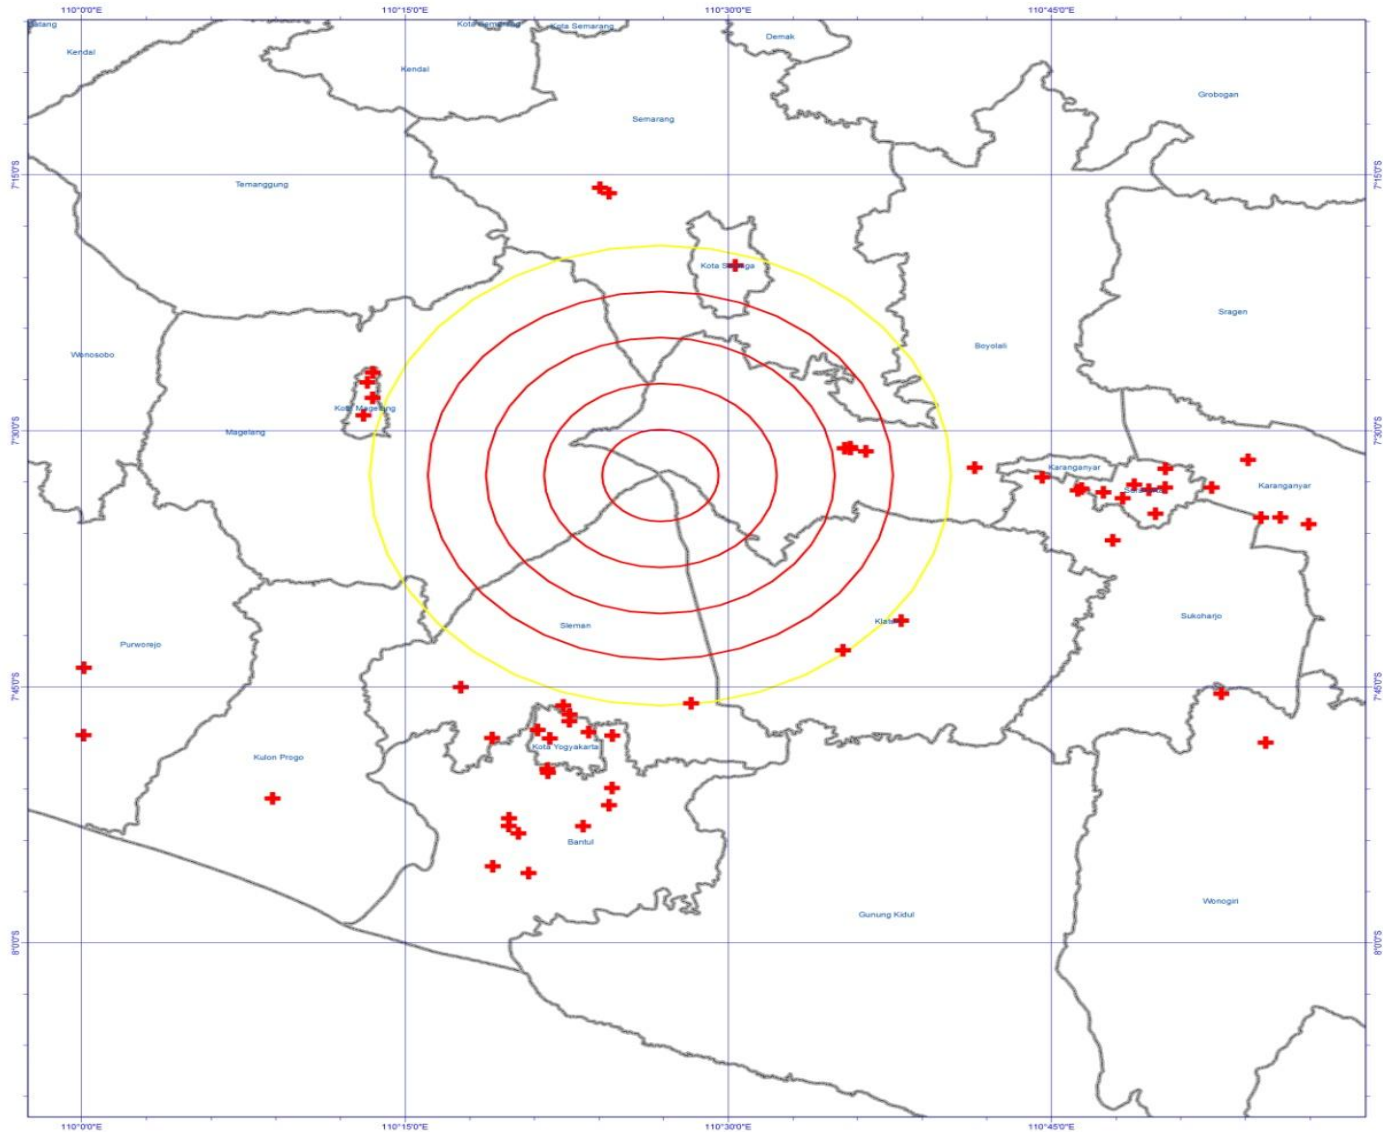 110°0'0"E 110°15'0"E 110°30'0"E 110°45'0"E
Kota Semarang
Kota Semarang
Demak
Kendal
Kendal
Grobogan
Semarang
7°15'0"S
7°15'0"S
Temanggung
Kota Salatiga
Sragen
Boyolali
Wonosobo
Kota Magelang
Magelang
7°30'0"S
7°30'0"S
Karanganyar
Karanganyar
Sukoharjo
Klaten
Sleman
Purworejo
7°45'0"S
7°45'0"S
Kota Yogyakarta
Kulon Progo
Bantul
Wonogiri
Gunung Kidul
8°0'0"S
8°0'0"S
110°0'0"E 110°15'0"E 110°30'0"E 110°45'0"E